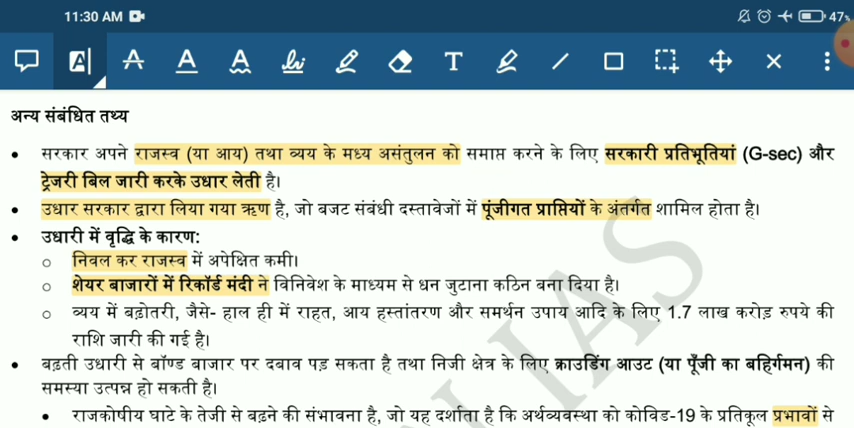 11:30 AM
47%
T
अन्य संबंधित तथ्य
• सरकार अपने राजस्व (या आय) तथा व्यय के मध्य असंतुलन को समाप्त करने के लिए सरकारी प्रतिभूतियां (G-sec) और
ट्रेजरी बिल जारी करके उधार लेती है।
• उधार सरकार द्वारा लिया गया ऋण है, जो बजट संबंधी दस्तावेजों में पूंजीगत प्राप्तियों के अंतर्गत शामिल होता है।
• उधारी में वृद्धि के कारण:
○ निवल कर राजस्व में अपेक्षित कमी।
○ शेयर बाजारों में रिकॉर्ड मंदी ने विनिवेश के माध्यम से धन जुटाना कठिन बना दिया है।
○ व्यय में बढ़ोतरी, जैसे- हाल ही में राहत, आय हस्तांतरण और समर्थन उपाय आदि के लिए 1.7 लाख करोड़ रुपये की
राशि जारी की गई है।
• बढ़ती उधारी से बॉण्ड बाजार पर दबाव पड़ सकता है तथा निजी क्षेत्र के लिए क्राउडिंग आउट (या पूँजी का बहिर्गमन) की
समस्या उत्पन्न हो सकती है।
• राजकोषीय घाटे के तेजी से बढ़ने की संभावना है, जो यह दर्शाता है कि अर्थव्यवस्था को कोविड-19 के प्रतिकूल प्रभावों से
IAS